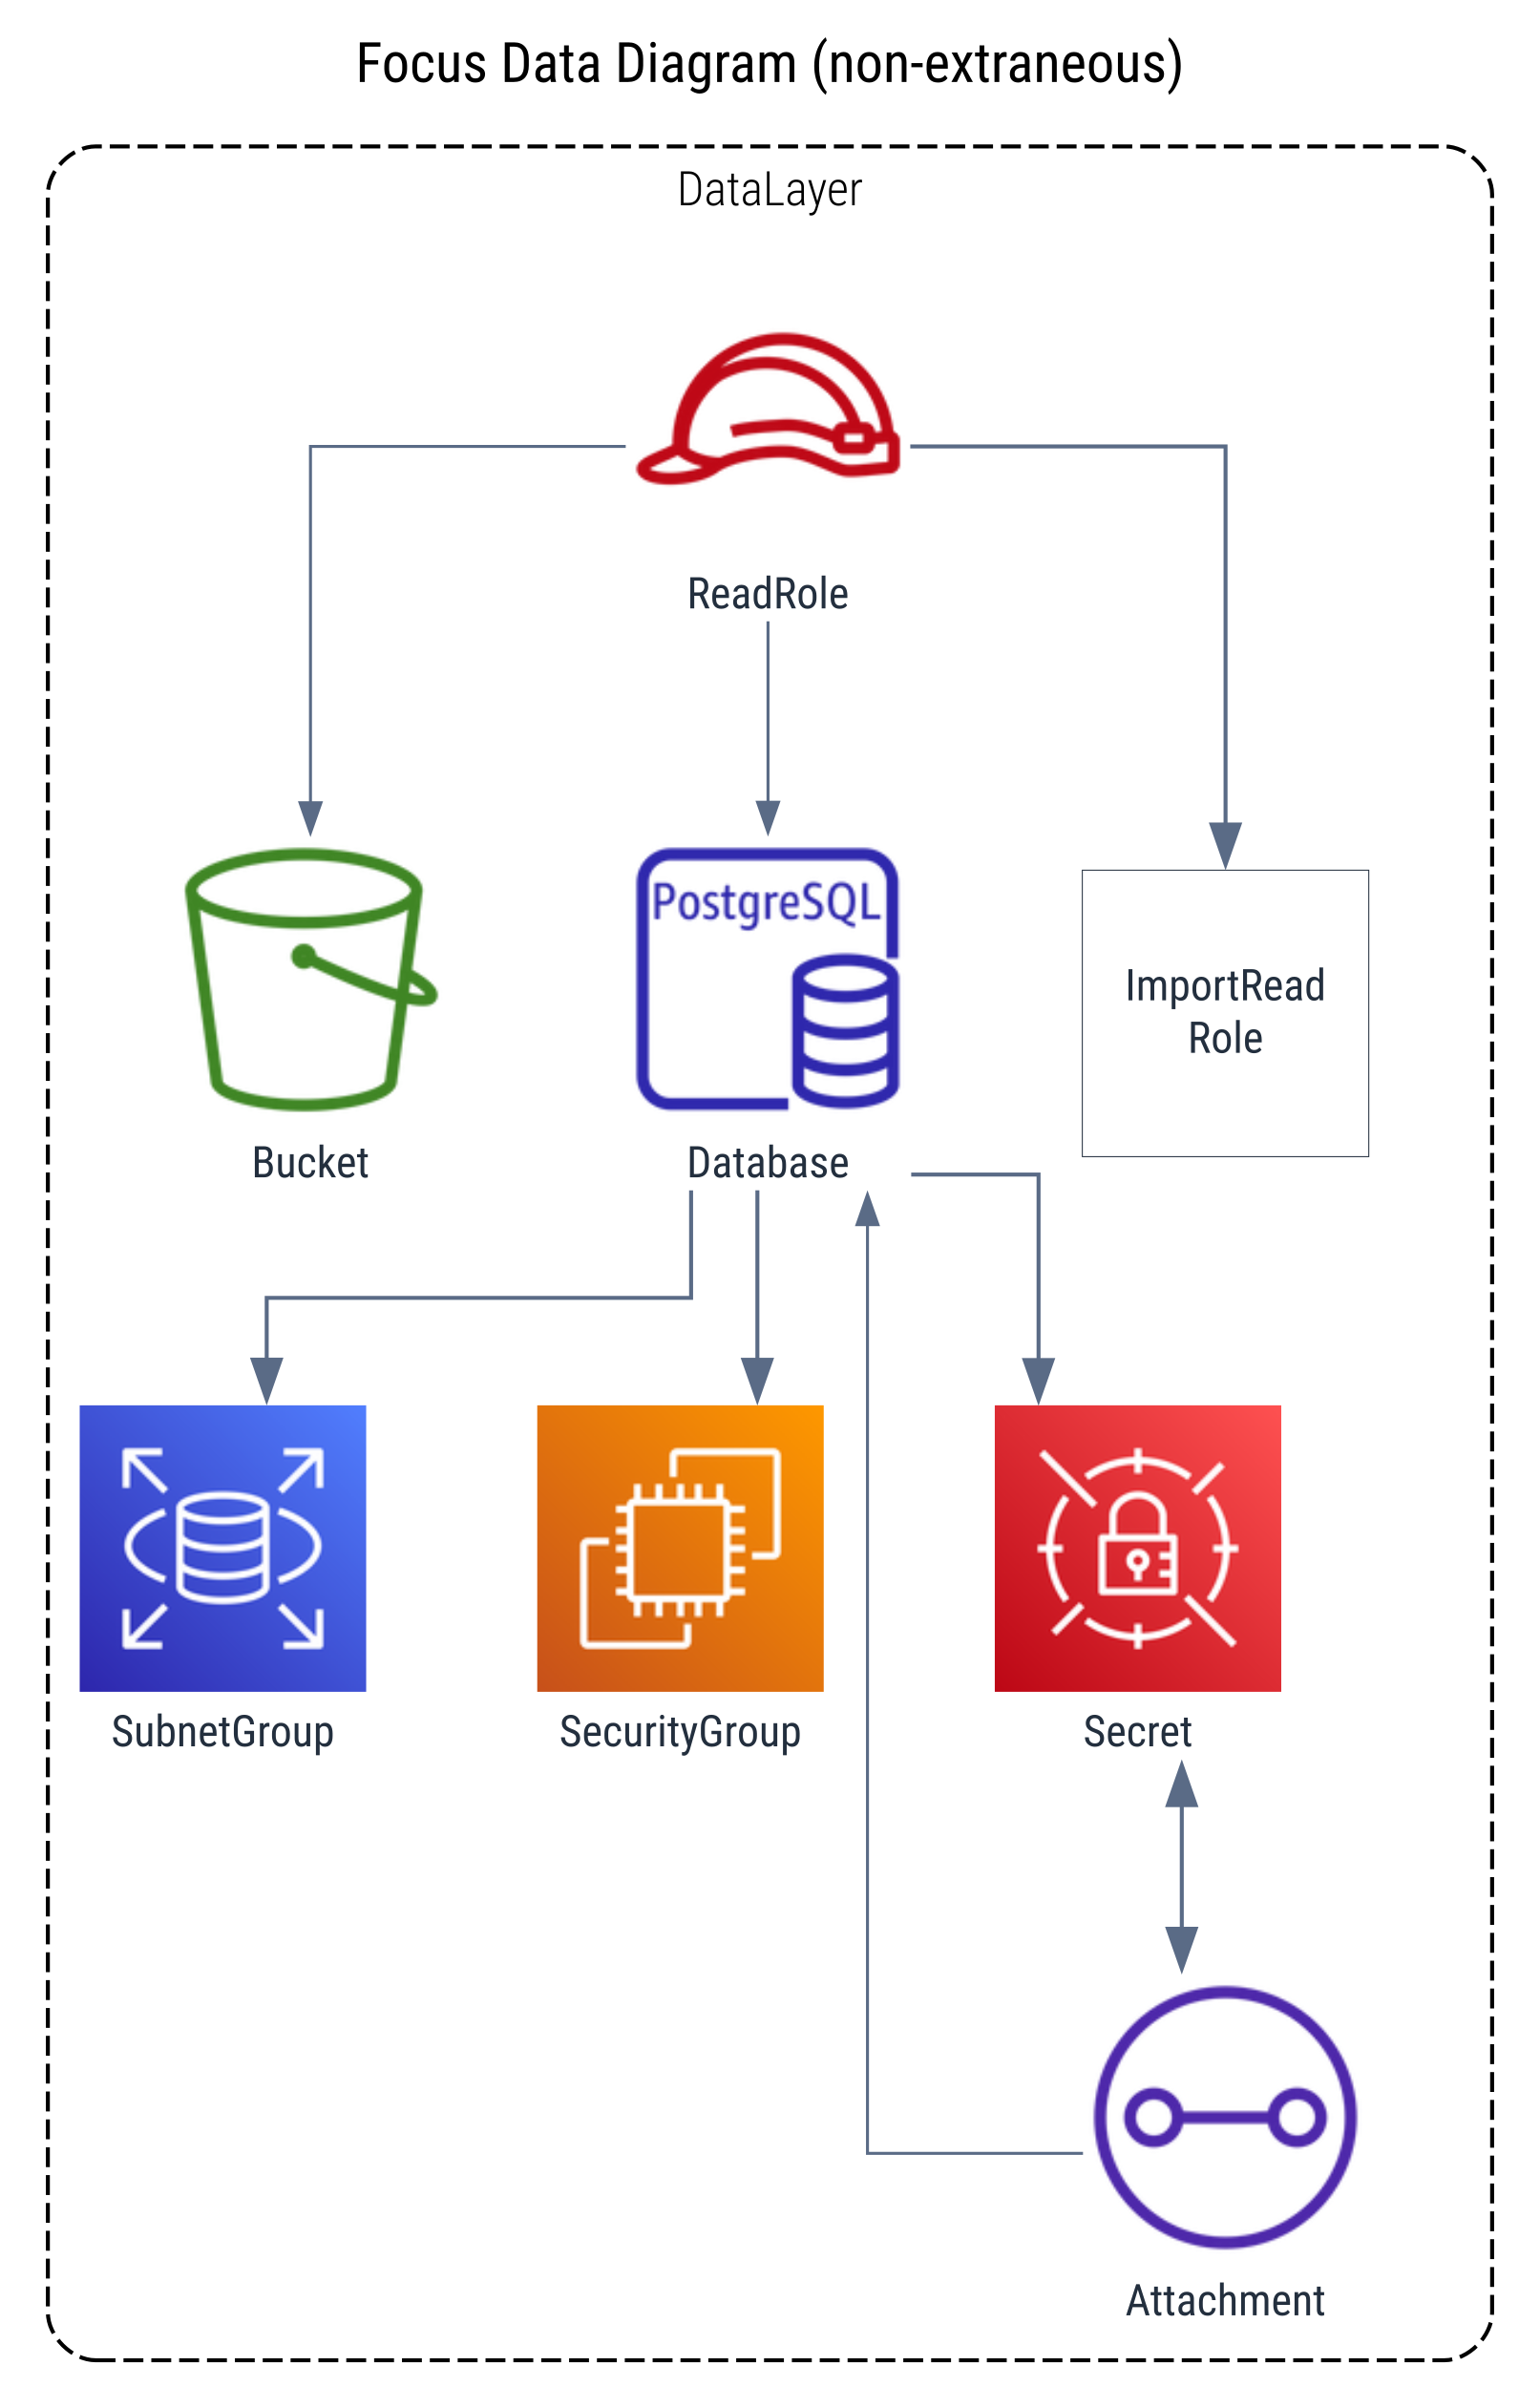 Focus Data Diagram (non-extraneous)
DataLayer
ReadRole
PostgreSQL
ImportRead
Role
Bucket
Database
SubnetGroup
SecurityGroup
Secret
Attachment